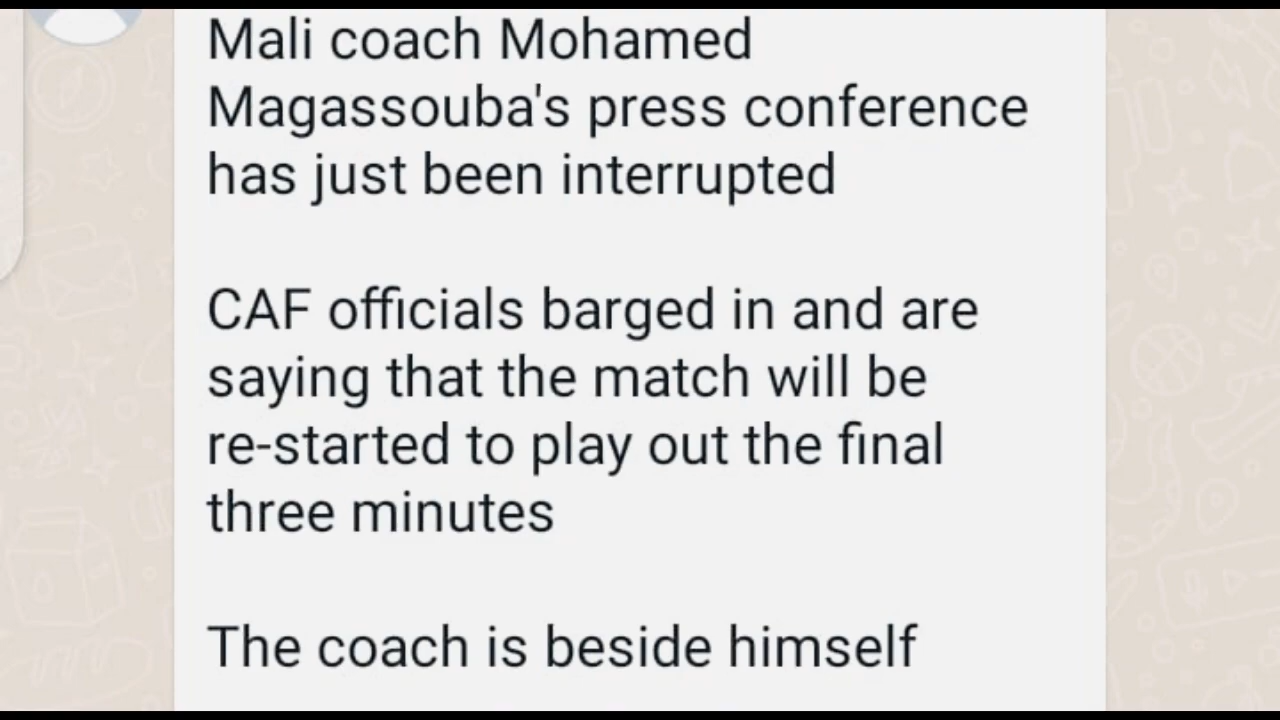 Mali coach Mohamed
Magassouba's press conference
has just been interrupted
CAF officials barged in and are
saying that the match will be
re-started to play out the final
three minutes
The coach is beside himself